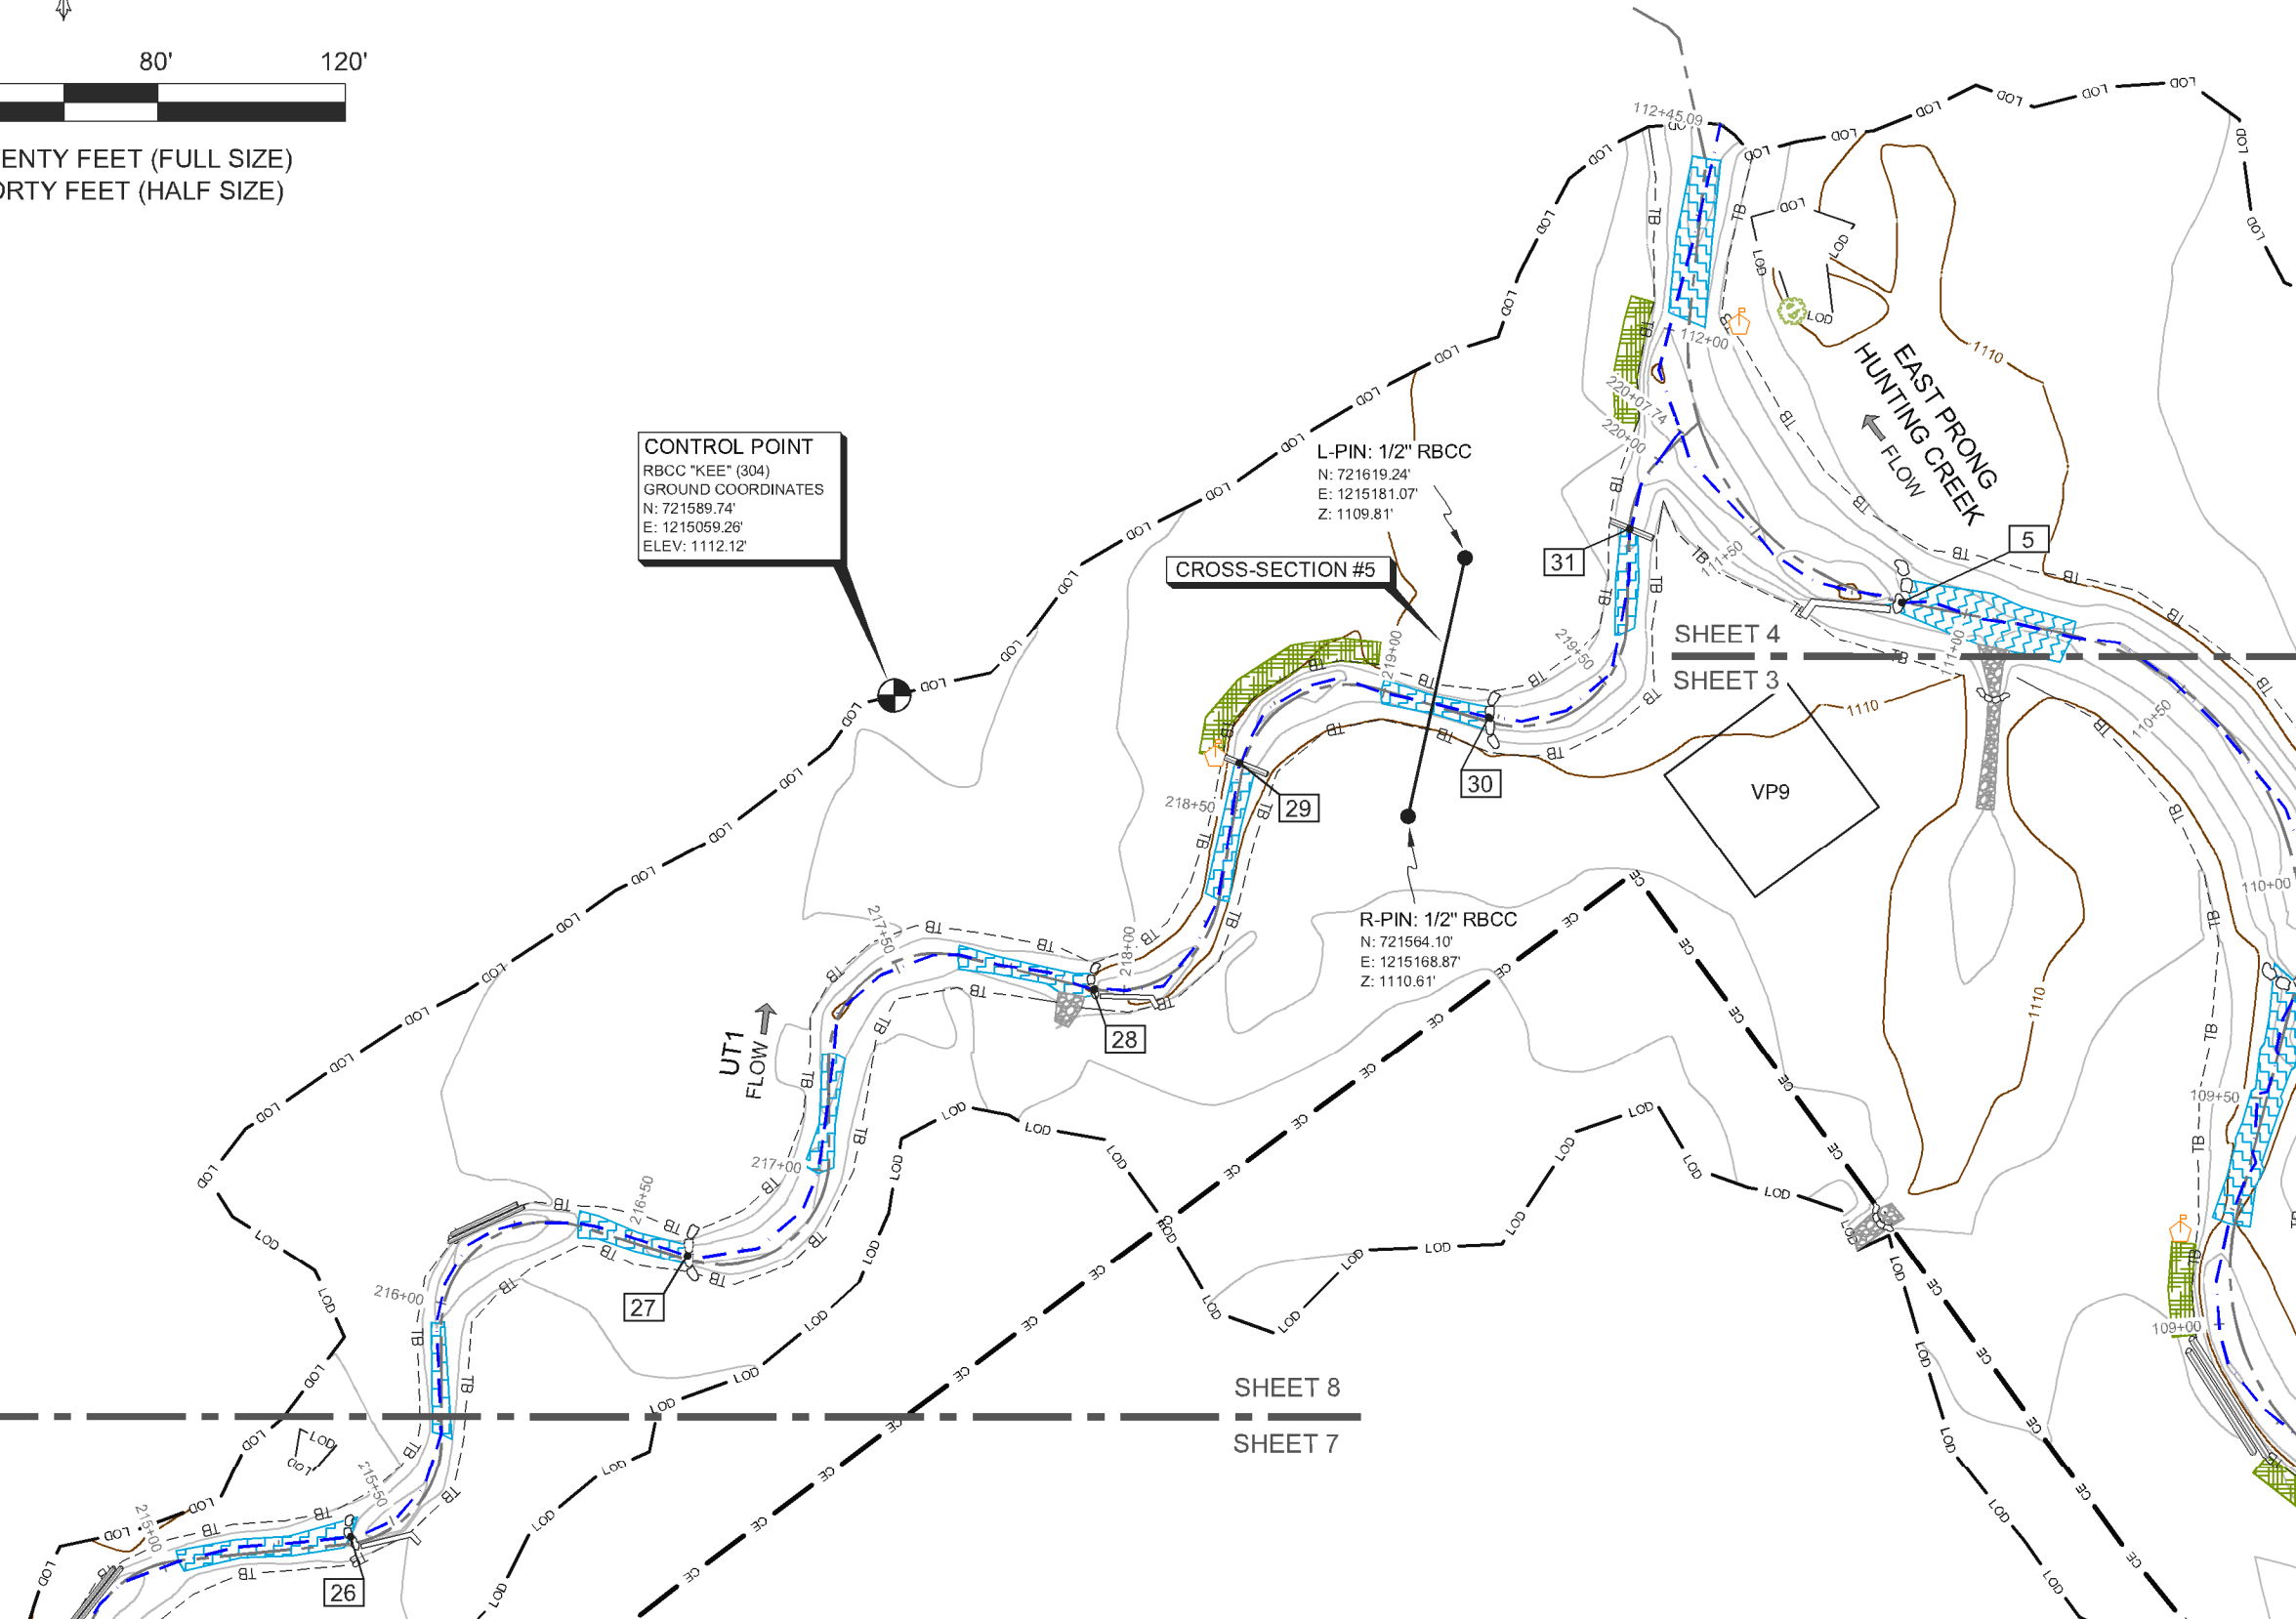 80' 120'
ENTY FEET (FULL SIZE)
ORTY FEET (HALF SIZE)
CONTROL POINT
RBCC "KEE" (304)
GROUND COORDINATES
N: 721589.74'
E: 1215059.26'
ELEV: 1112.12'
L-PIN: 1/2" RBCC
N: 721619.24'
E: 1215181.07'
Z: 1109.81'
CROSS-SECTION #5
R-PIN: 1/2" RBCC
N: 721564.10'
E: 1215168.87'
Z: 1110.61'
EAST PRONG
HUNTING CREEK
FLOW
UT1
FLOW
SHEET 4
SHEET 3
SHEET 8
SHEET 7
VP9
5
31
30
29
28
27
26
112+45.09
112+00
111+50
111+00
110+50
110+00
109+50
109+00
220+07.74
220+00
219+50
219+00
218+50
218+00
217+50
217+00
216+50
216+00
215+50
215+00
1110
1110
1110
LOD
TB
CE